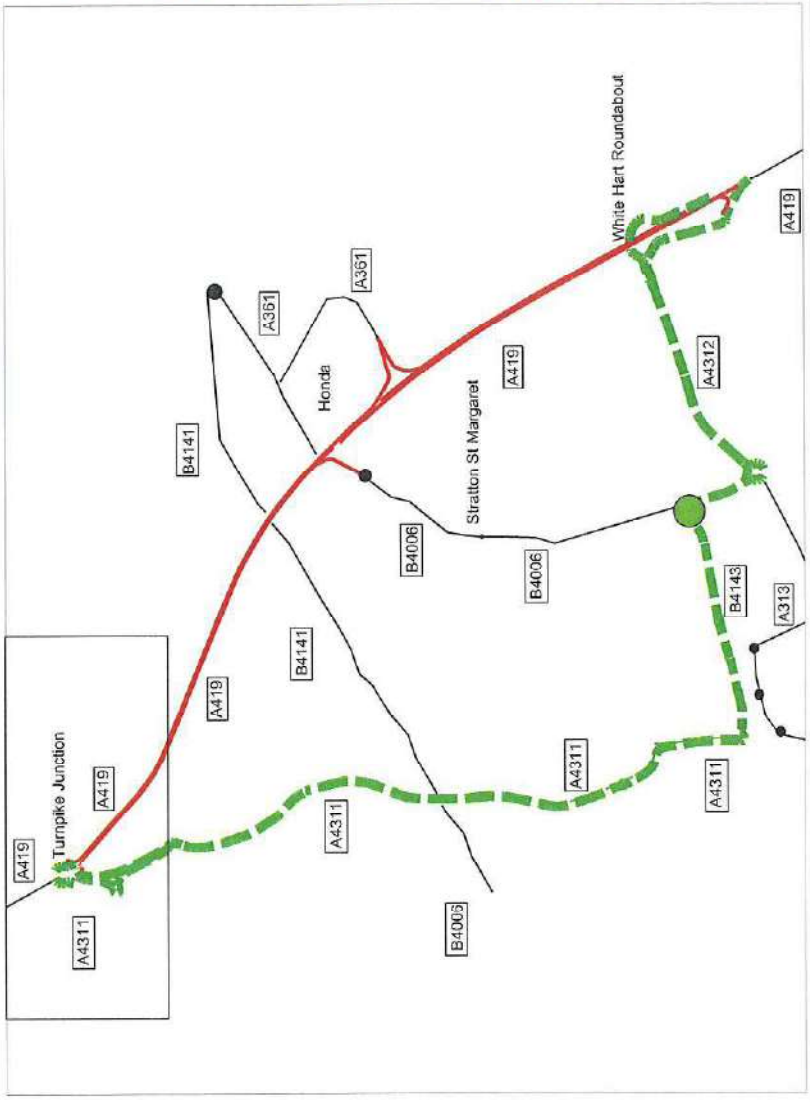 A419
Turnpike Junction
A4311
A419
A419
B4141
A361
A361
Honda
B4141
B4006
Stratton St Margaret
A419
White Hart Roundabout
A4312
A419
A4311
B4006
B4006
A4311
B4143
A313
A4311